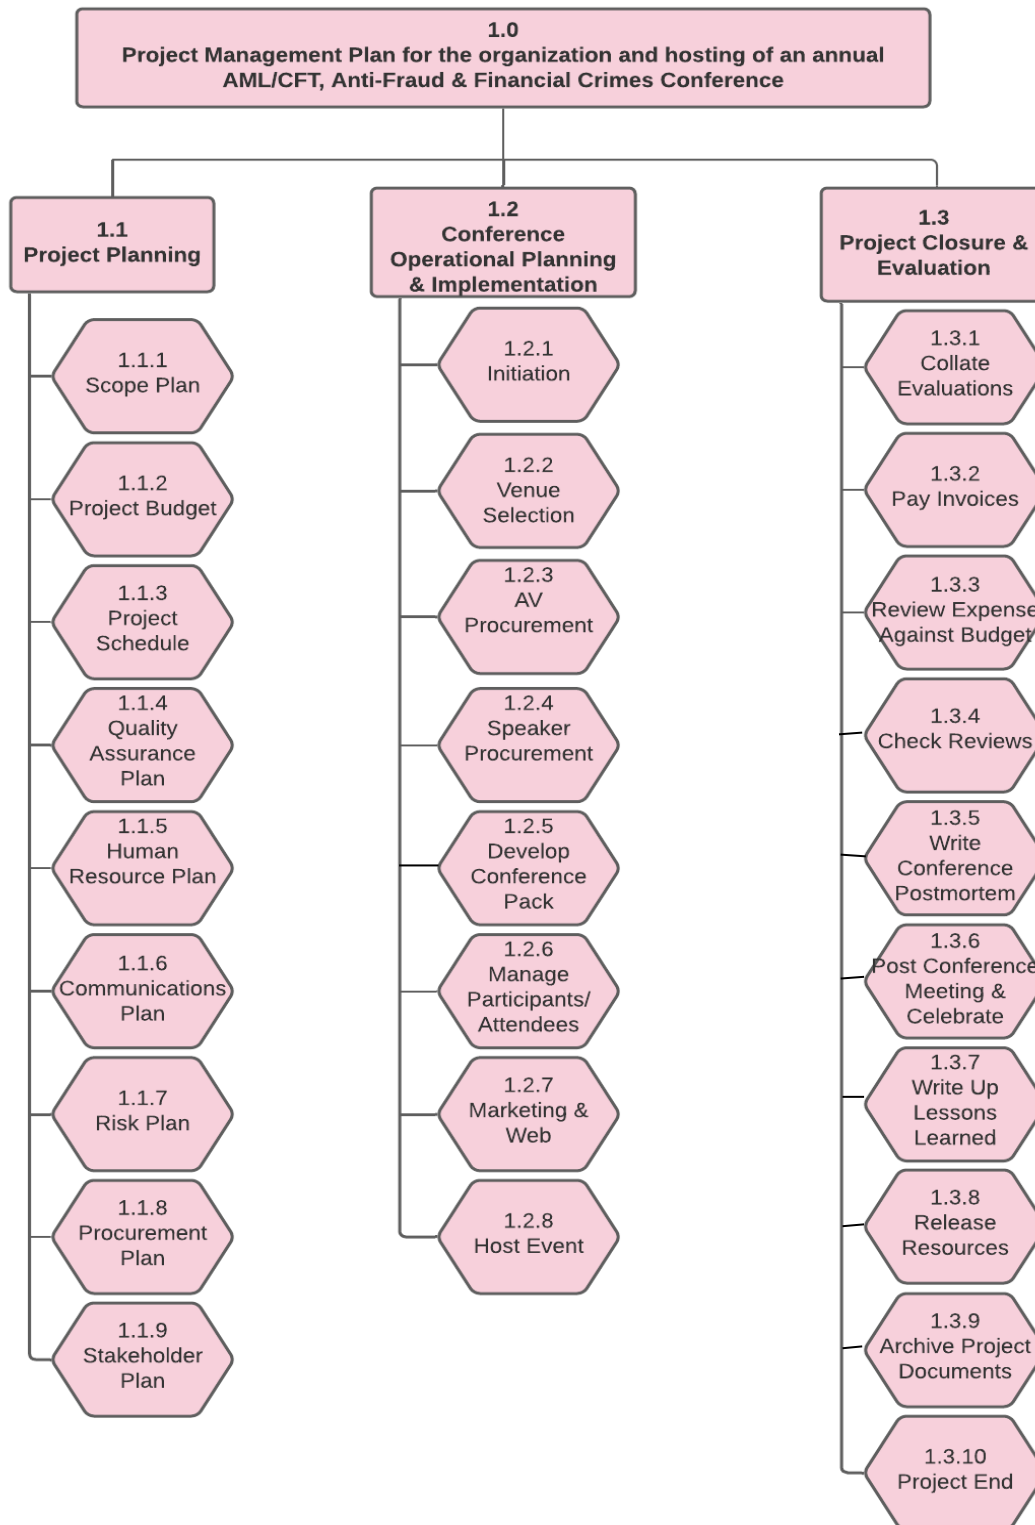 1.0
Project Management Plan for the organization and hosting of an annual
AML/CFT, Anti-Fraud & Financial Crimes Conference
1.1
Project Planning
1.1.1
Scope Plan
1.1.2
Project Budget
1.1.3
Project
Schedule
1.1.4
Quality
Assurance
Plan
1.1.5
Human
Resource Plan
1.1.6
Communications
Plan
1.1.7
Risk Plan
1.1.8
Procurement
Plan
1.1.9
Stakeholder
Plan
1.2
Conference
Operational Planning
& Implementation
1.2.1
Initiation
1.2.2
Venue
Selection
1.2.3
AV
Procurement
1.2.4
Speaker
Procurement
1.2.5
Develop
Conference
Pack
1.2.6
Manage
Participants/
Attendees
1.2.7
Marketing &
Web
1.2.8
Host Event
1.3
Project Closure &
Evaluation
1.3.1
Collate
Evaluations
1.3.2
Pay Invoices
1.3.3
Review Expense
Against Budget
1.3.4
Check Reviews
1.3.5
Write
Conference
Postmortem
1.3.6
Post Conference
Meeting &
Celebrate
1.3.7
Write Up
Lessons
Learned
1.3.8
Release
Resources
1.3.9
Archive Project
Documents
1.3.10
Project End